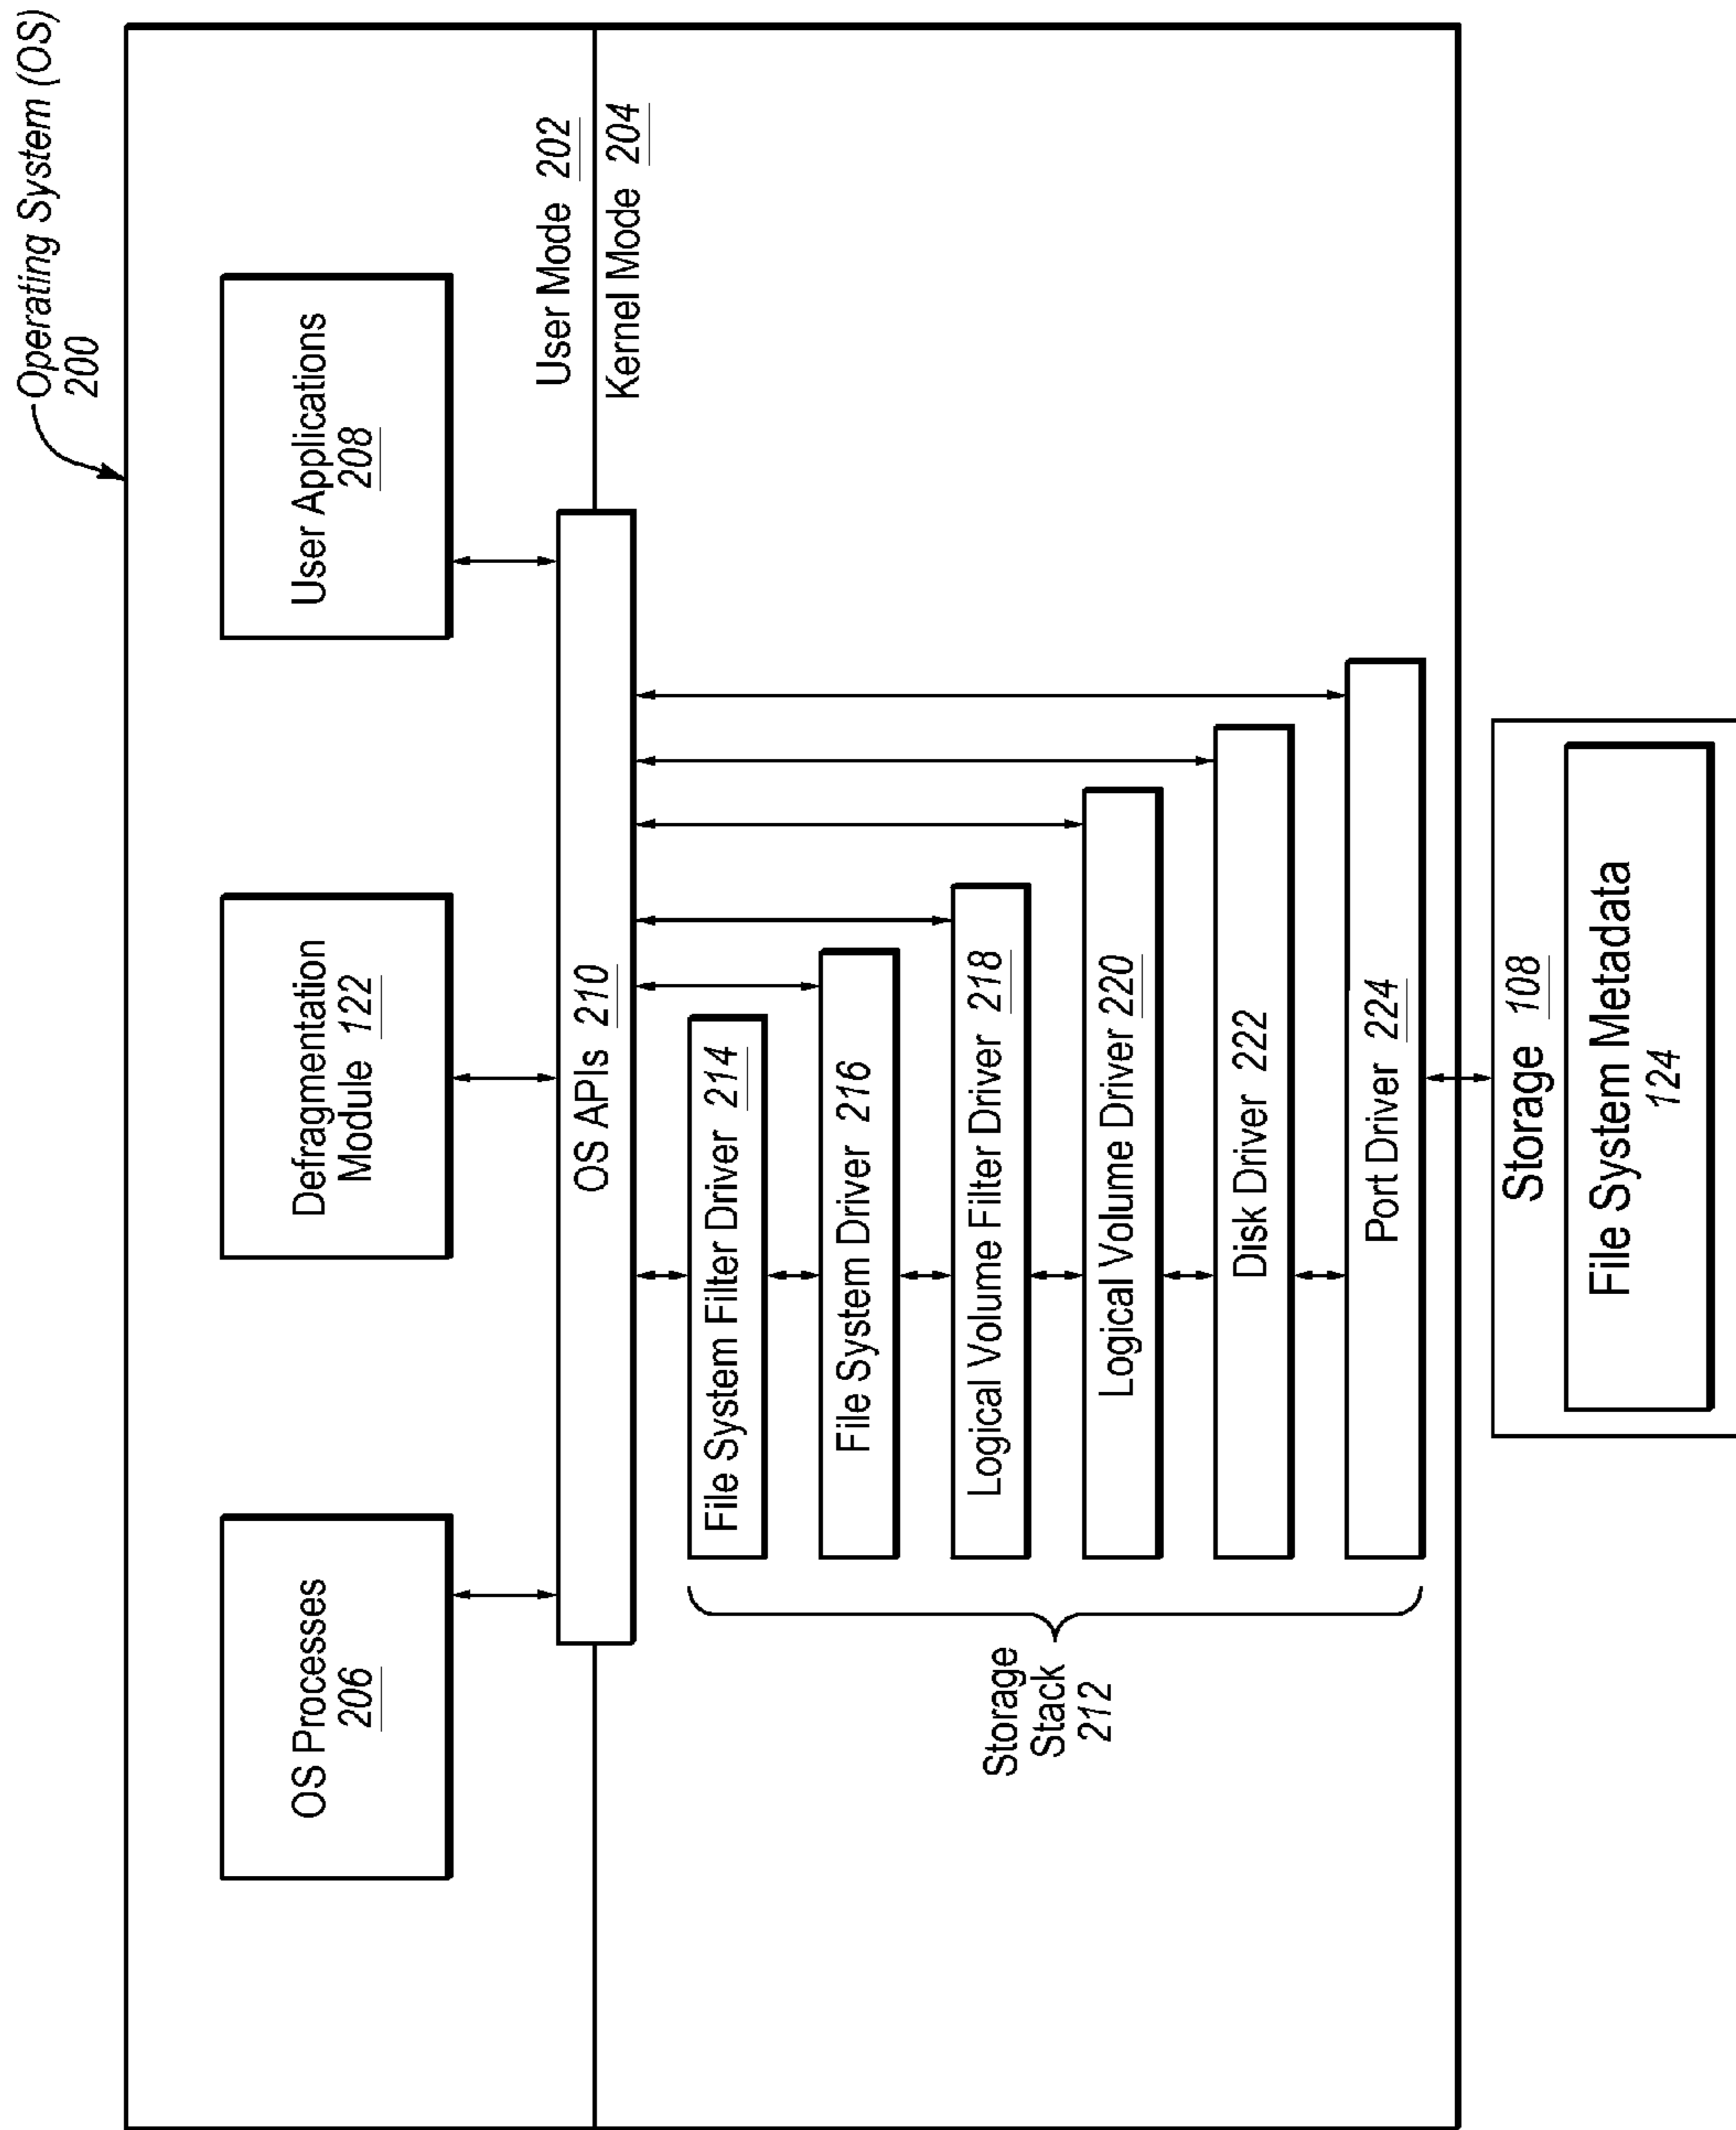 Operating System (OS)
200
OS Processes
206
Defragmentation
Module 122
User Applications
208
User Mode 202
Kernel Mode 204
OS APIs 210
File System Filter Driver 214
File System Driver 216
Logical Volume Filter Driver 218
Logical Volume Driver 220
Disk Driver 222
Port Driver 224
Storage
Stack
212
Storage 108
File System Metadata
124